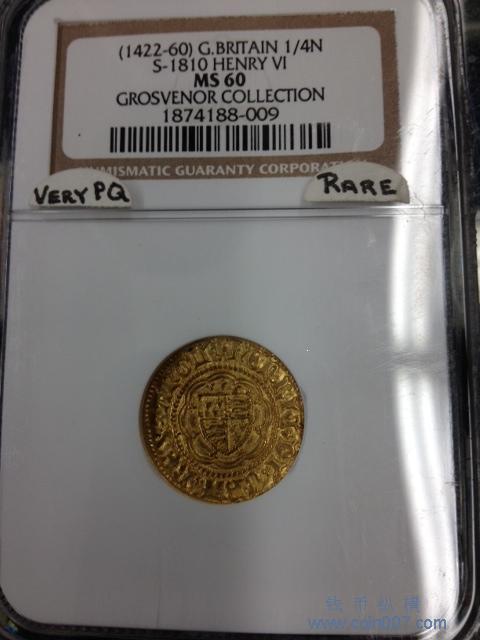 (1422-60) G.BRITAIN 1/4N
S-1810 HENRY VI
MS 60
GROSVENOR COLLECTION
1874188-009
NUMISMATIC GUARANTY CORPORATION
VERY PQ
RARE
钱币纵横
www.coin007.com